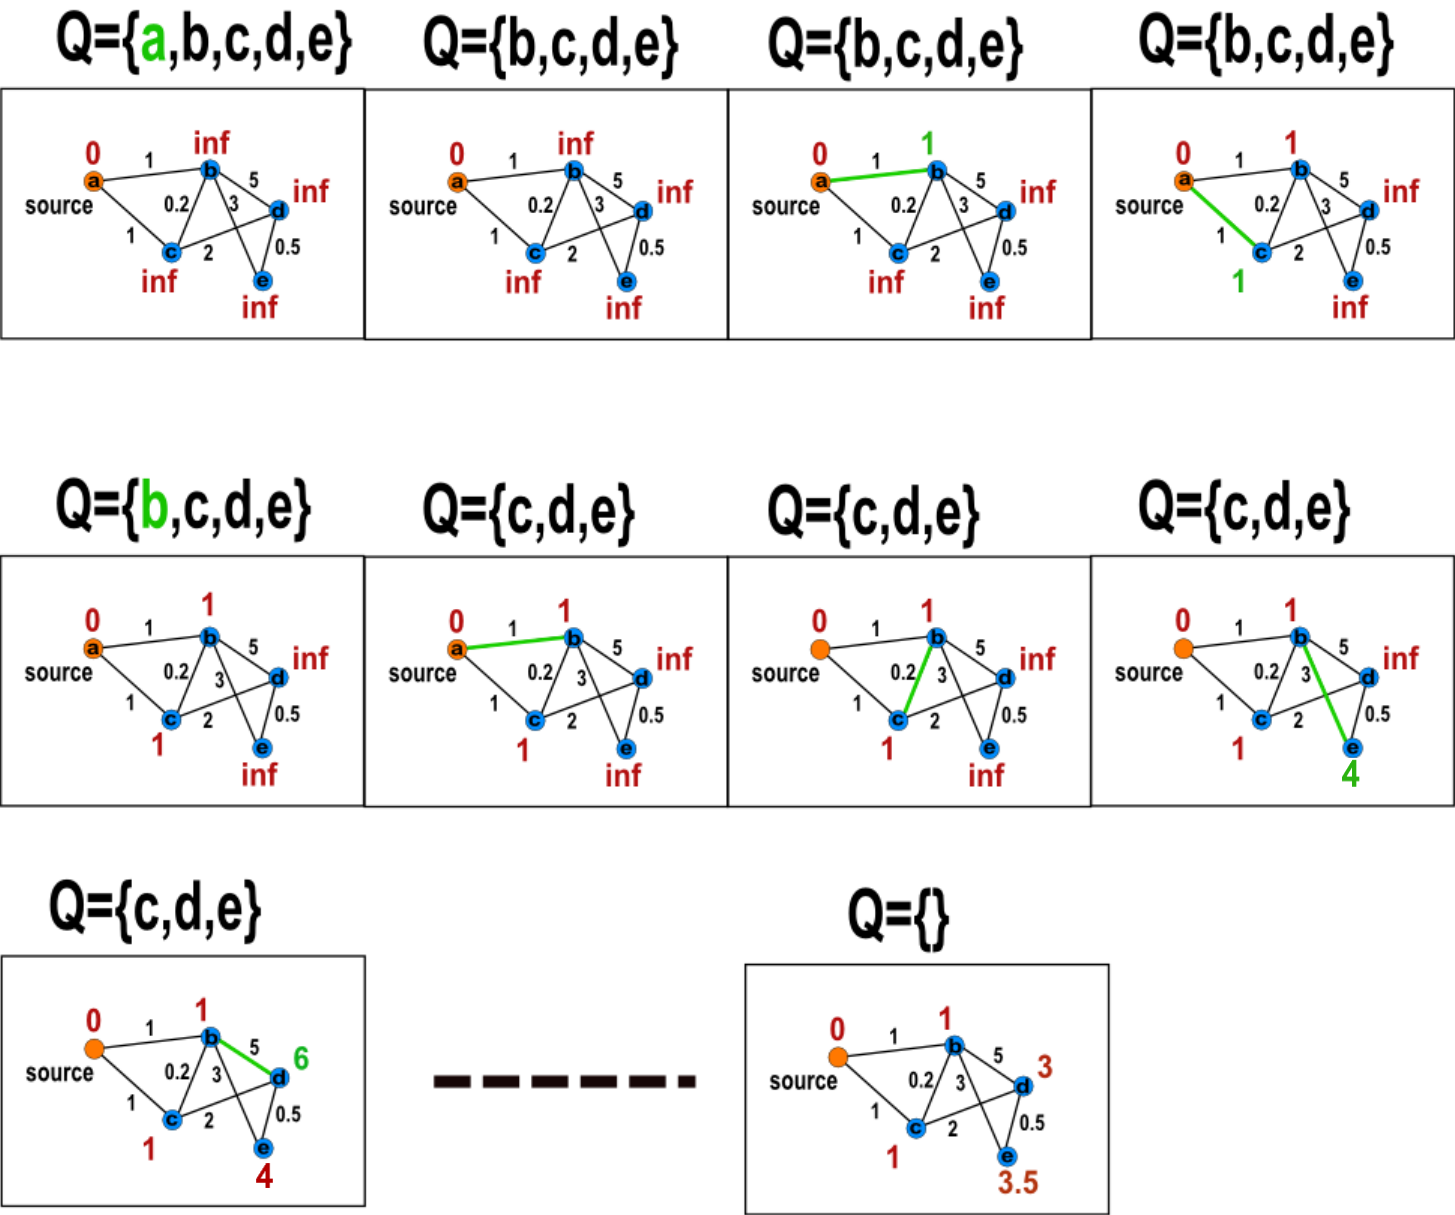 Q={a,b,c,d,e} Q={b,c,d,e} Q={b,c,d,e} Q={b,c,d,e}
0 1 inf b 5 inf a d source 0.2 3 1 c 2 0.5 e inf inf
0 1 inf b 5 inf a d source 0.2 3 1 c 2 0.5 e inf inf
0 1 1 b 5 inf a d source 0.2 3 1 c 2 0.5 e inf inf
0 1 1 b 5 inf a d source 0.2 3 1 c 2 0.5 e 1 inf
Q={b,c,d,e} Q={c,d,e} Q={c,d,e} Q={c,d,e}
0 1 1 b 5 inf a d source 0.2 3 1 c 2 0.5 e 1 inf
0 1 1 b 5 inf a d source 0.2 3 1 c 2 0.5 e 1 inf
0 1 1 b 5 inf d source 0.2 3 1 c 2 0.5 e 1 inf
0 1 1 b 5 inf d source 0.2 3 1 c 2 0.5 e 1 4
Q={c,d,e} Q={}
0 1 1 b 5 6 d source 0.2 3 1 c 2 0.5 e 1 4
0 1 1 b 5 3 d source 0.2 3 1 c 2 0.5 e 1 3.5